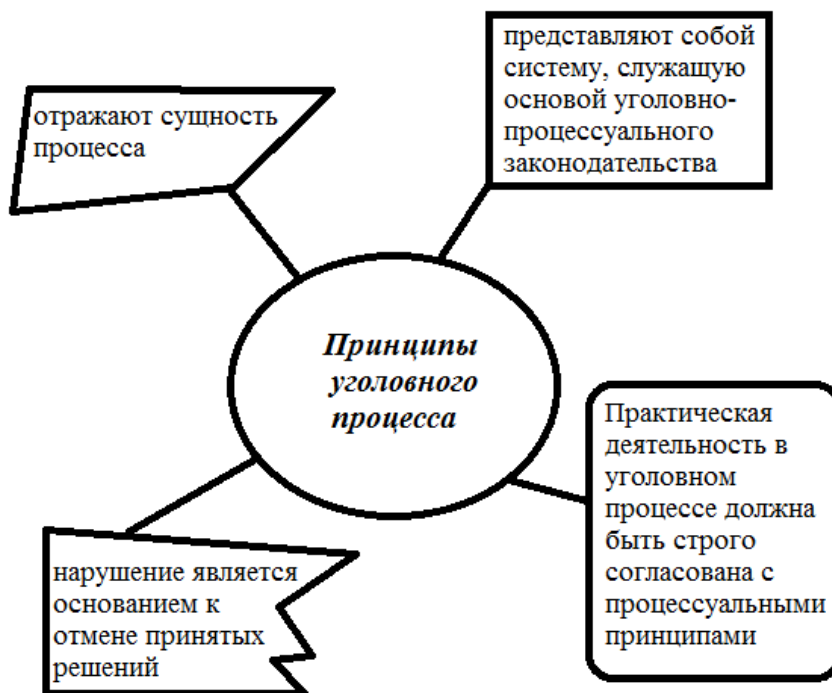 отражают сущность
процесса
представляют собой
систему, служащую
основой уголовно-
процессуального
законодательства
Принципы
уголовного
процесса
Практическая
деятельность в
уголовном
процессе должна
быть строго
согласована с
процессуальными
принципами
нарушение является
основанием к
отмене принятых
решений